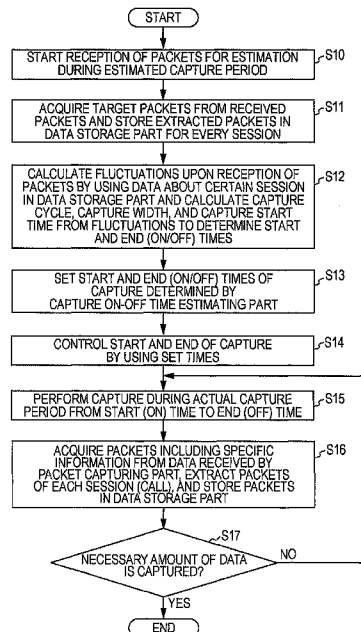 START
S10
START RECEPTION OF PACKETS FOR ESTIMATION
DURING ESTIMATED CAPTURE PERIOD
S11
ACQUIRE TARGET PACKETS FROM RECEIVED
PACKETS AND STORE EXTRACTED PACKETS IN
DATA STORAGE PART FOR EVERY SESSION
S12
CALCULATE FLUCTUATIONS UPON RECEPTION OF
PACKETS BY USING DATA ABOUT CERTAIN SESSION
IN DATA STORAGE PART AND CALCULATE CAPTURE
CYCLE, CAPTURE WIDTH, AND CAPTURE START
TIME FROM FLUCTUATIONS TO DETERMINE START
AND END (ON/OFF) TIMES
S13
SET START AND END (ON/OFF) TIMES OF
CAPTURE DETERMINED BY
CAPTURE ON-OFF TIME ESTIMATING PART
S14
CONTROL START AND END OF CAPTURE
BY USING SET TIMES
S15
PERFORM CAPTURE DURING ACTUAL CAPTURE
PERIOD FROM START (ON) TIME TO END (OFF) TIME
S16
ACQUIRE PACKETS INCLUDING SPECIFIC
INFORMATION FROM DATA RECEIVED BY
PACKET CAPTURING PART, EXTRACT PACKETS
OF EACH SESSION (CALL), AND STORE PACKETS
IN DATA STORAGE PART
S17
NECESSARY AMOUNT OF DATA
IS CAPTURED?
NO
YES
END